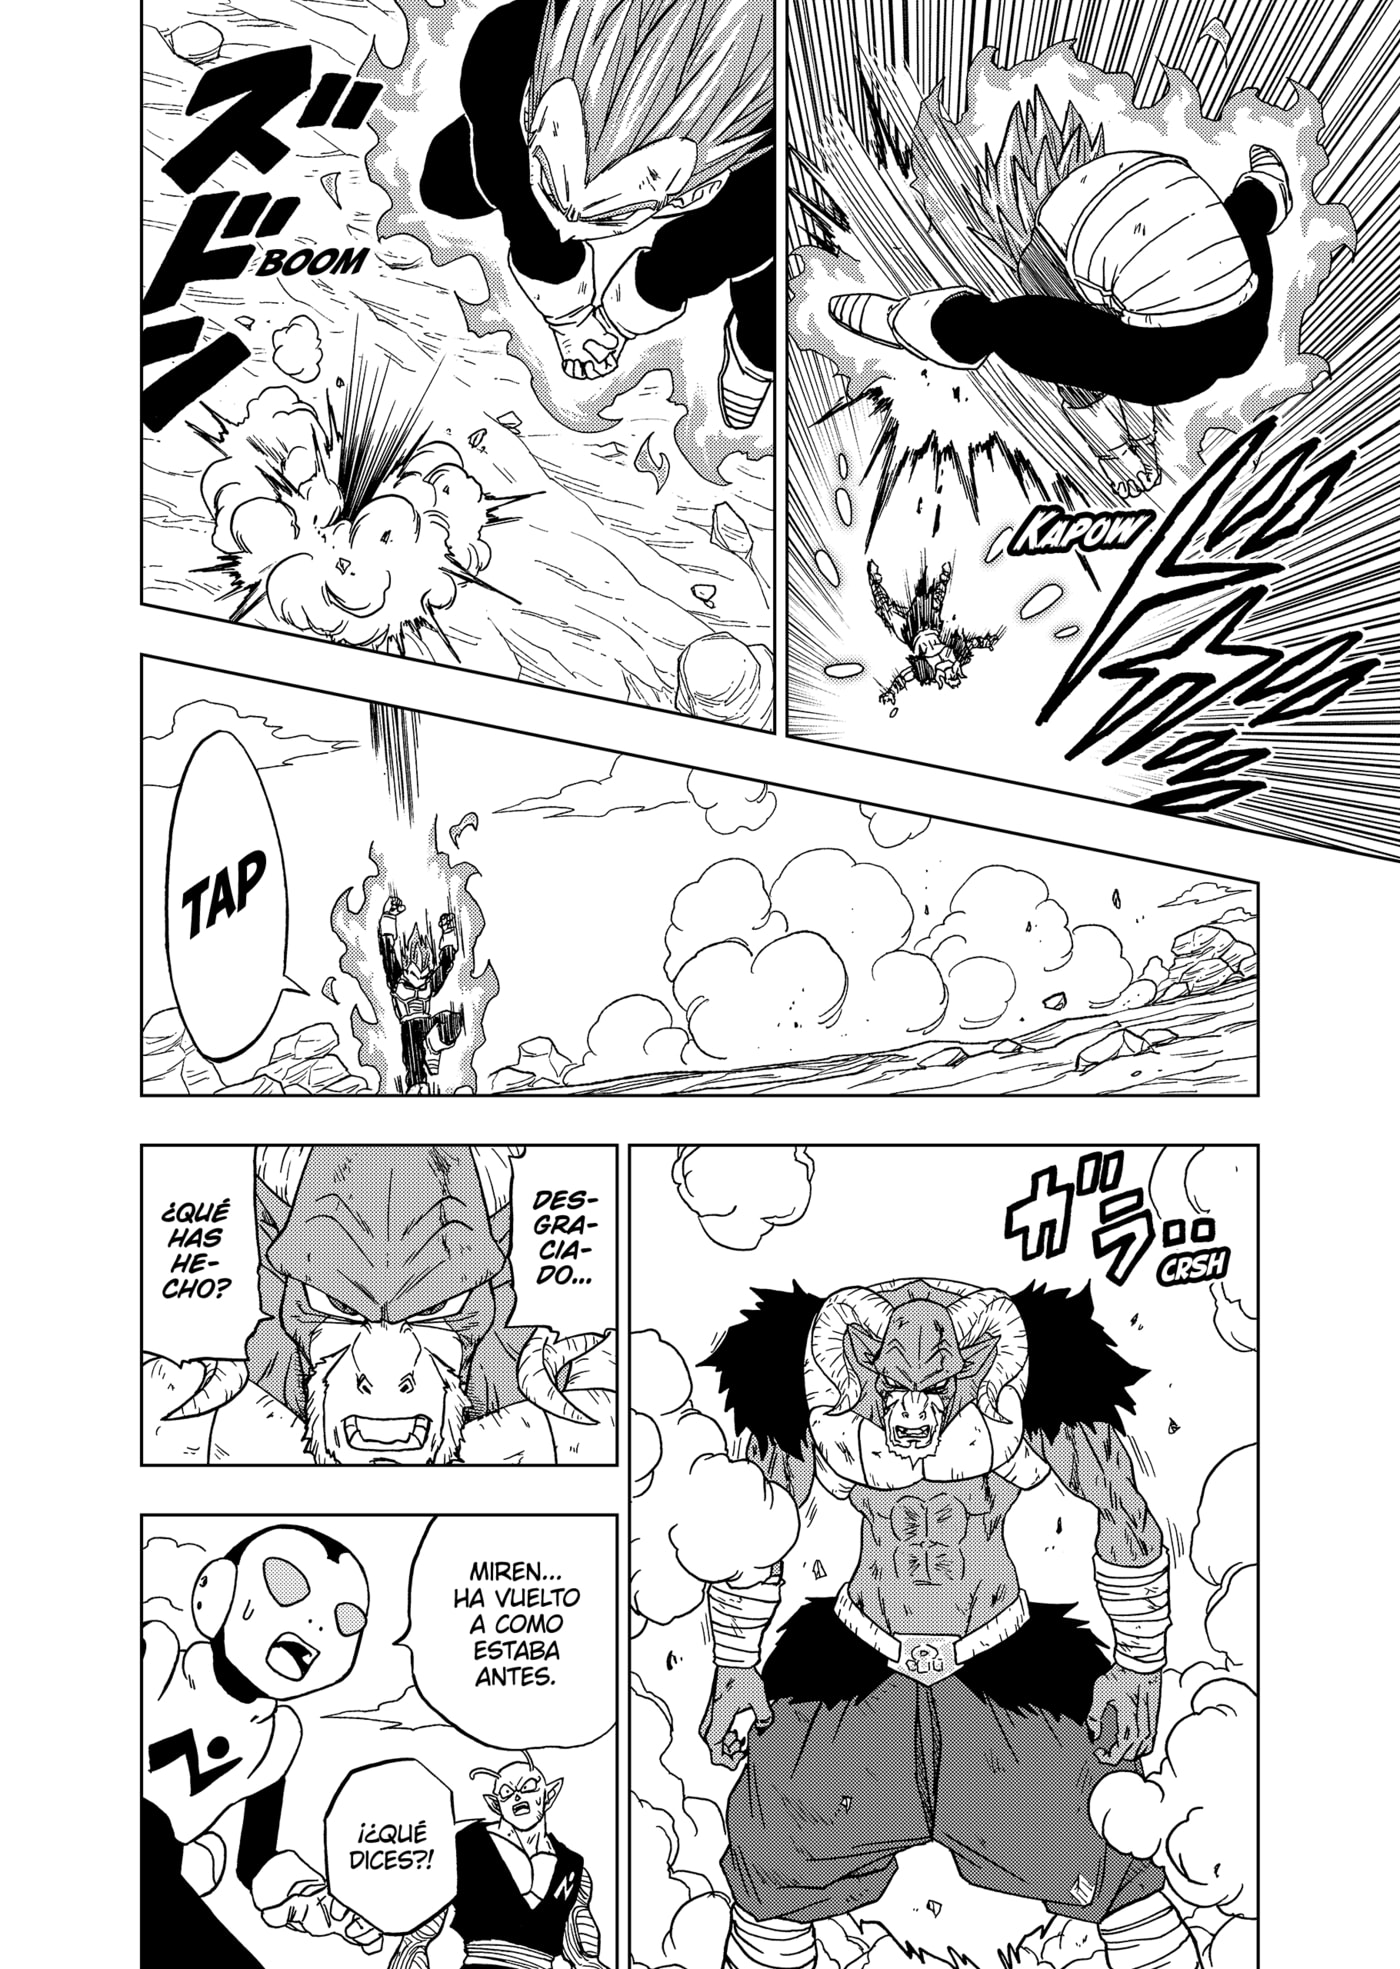 KAPOW
ズドン
BOOM
TAP
ガラ‥
CRSH
DES-
GRA-
CIA-
DO...
¿QUÉ
HAS
HE-
CHO?
MIREN...
HA VUELTO
A COMO
ESTABA
ANTES.
¡¿QUÉ
DICES?!